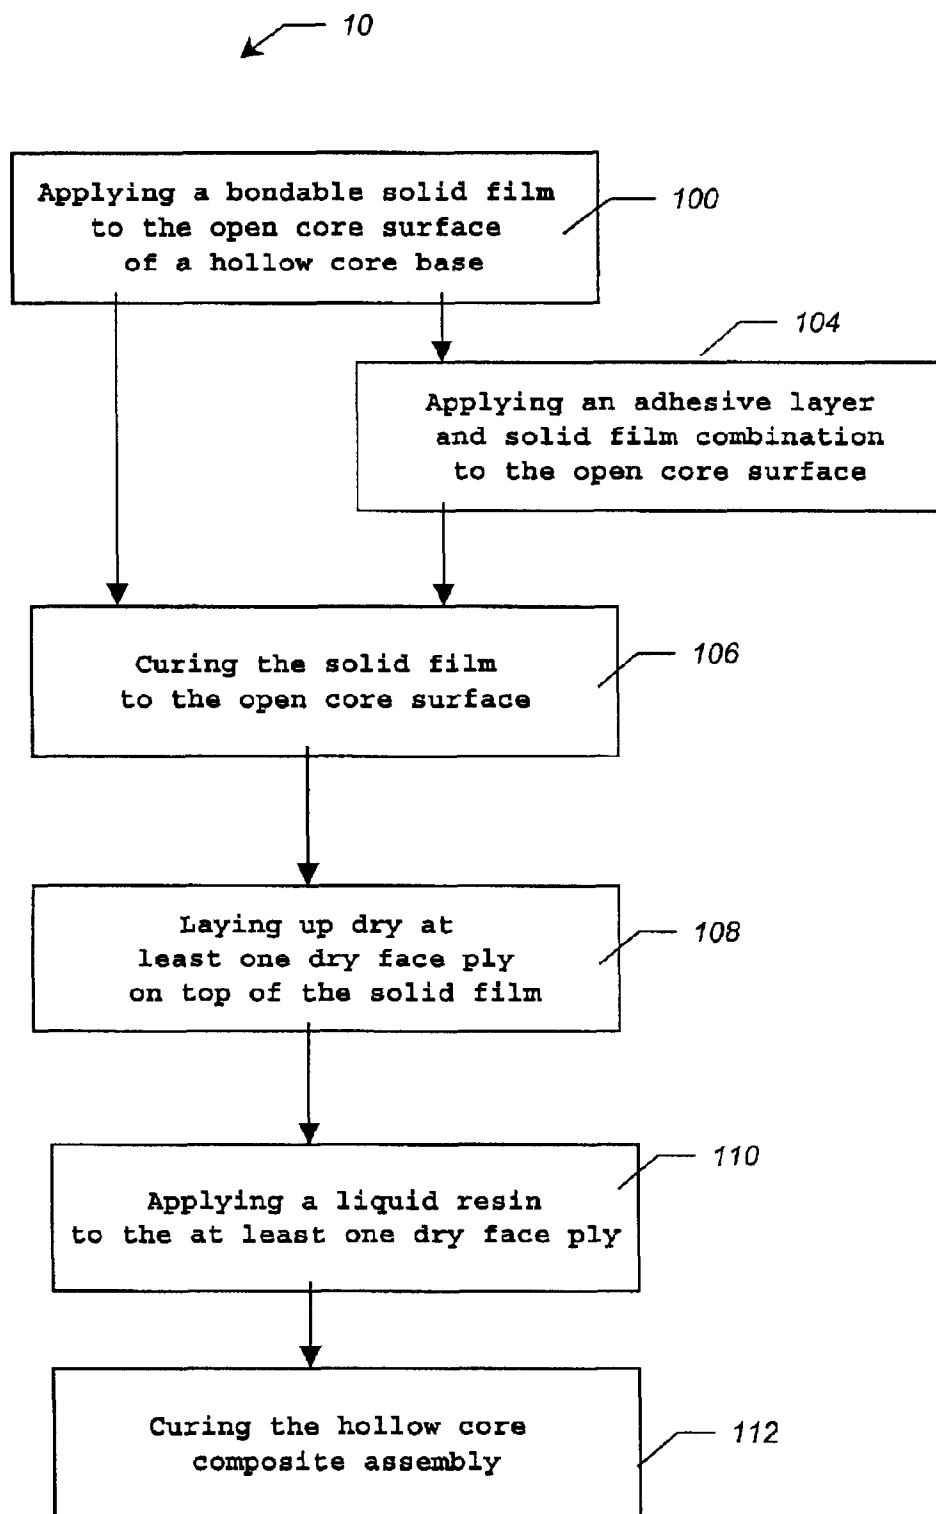 10
Applying a bondable solid film
to the open core surface
of a hollow core base
100
104
Applying an adhesive layer
and solid film combination
to the open core surface
Curing the solid film
to the open core surface
106
Laying up dry at
least one dry face ply
on top of the solid film
108
Applying a liquid resin
to the at least one dry face ply
110
Curing the hollow core
composite assembly
112